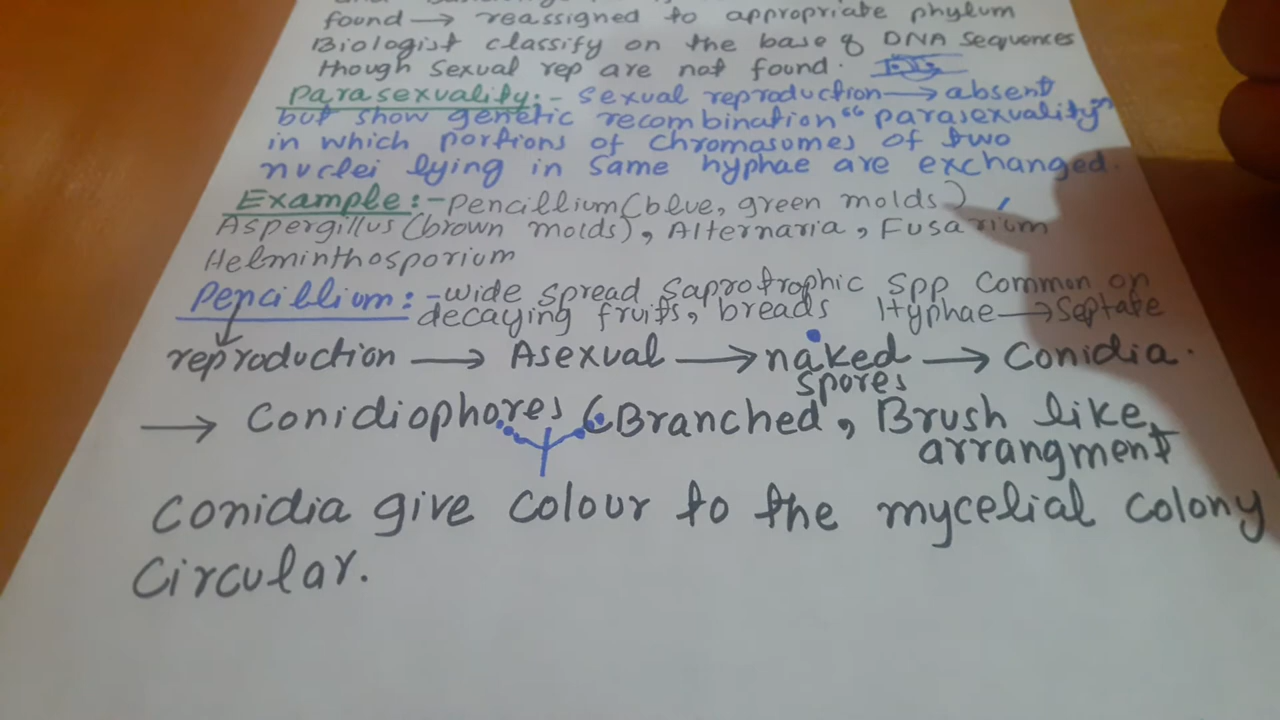 found → reassigned to appropriate phylum
Biologist classify on the base of DNA sequences
though sexual rep are not found.
Parasexuality:- sexual reproduction → absent
but show genetic recombination "parasexuality"
in which portions of chromasomes of two
nuclei lying in same hyphae are exchanged.
Example:- Pencillium (blue, green molds),
Aspergillus (brown molds), Alternaria, Fusarium
Helminthosporium
Pencillium:- wide spread saprotrophic spp common on
decaying fruits, breads Hyphae → Septate
reproduction → Asexual → naked → Conidia.
spores
→ Conidiophores (Branched, Brush like
arrangment
Conidia give colour to the mycelial colony
Circular.